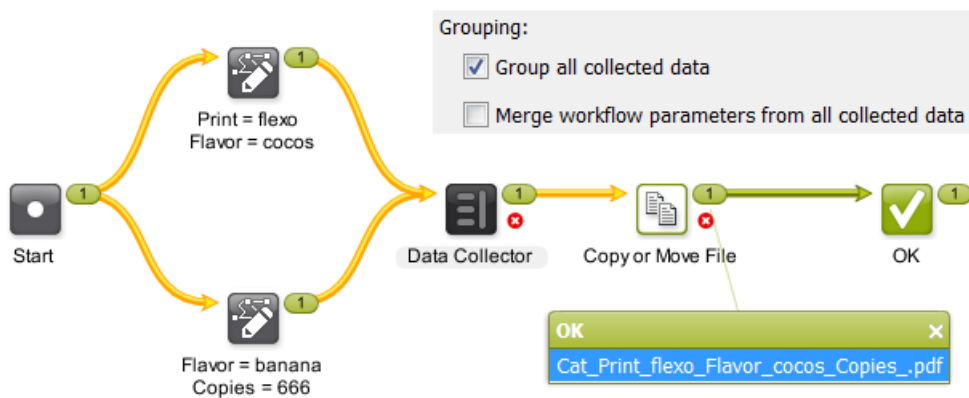 Grouping:
Group all collected data
Merge workflow parameters from all collected data
1
Print = flexo
Flavor = cocos
1
Start
1
Data Collector
1
Copy or Move File
1
OK
1
Flavor = banana
Copies = 666
OK
Cat_Print_flexo_Flavor_cocos_Copies_.pdf